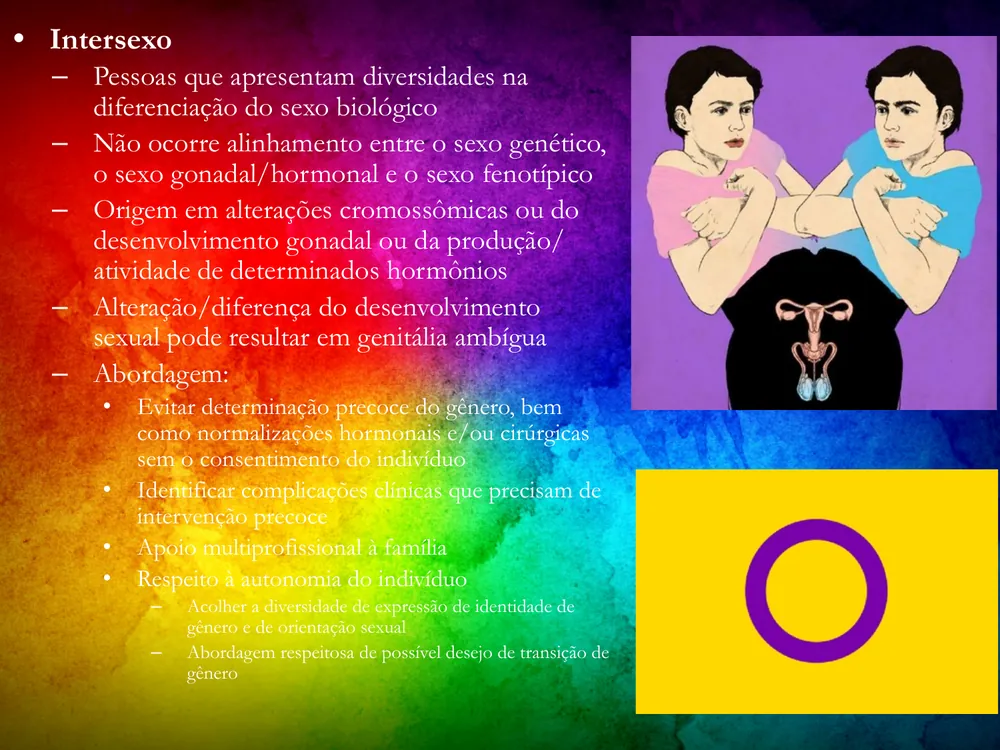 • Intersexo
– Pessoas que apresentam diversidades na
diferenciação do sexo biológico
– Não ocorre alinhamento entre o sexo genético,
o sexo gonadal/hormonal e o sexo fenotípico
– Origem em alterações cromossômicas ou do
desenvolvimento gonadal ou da produção/
atividade de determinados hormônios
– Alteração/diferença do desenvolvimento
sexual pode resultar em genitália ambígua
– Abordagem:
• Evitar determinação precoce do gênero, bem
como normalizações hormonais e/ou cirúrgicas
sem o consentimento do indivíduo
• Identificar complicações clínicas que precisam de
intervenção precoce
• Apoio multiprofissional à família
• Respeito à autonomia do indivíduo
– Acolher a diversidade de expressão de identidade de
gênero e de orientação sexual
– Abordagem respeitosa de possível desejo de transição de
gênero